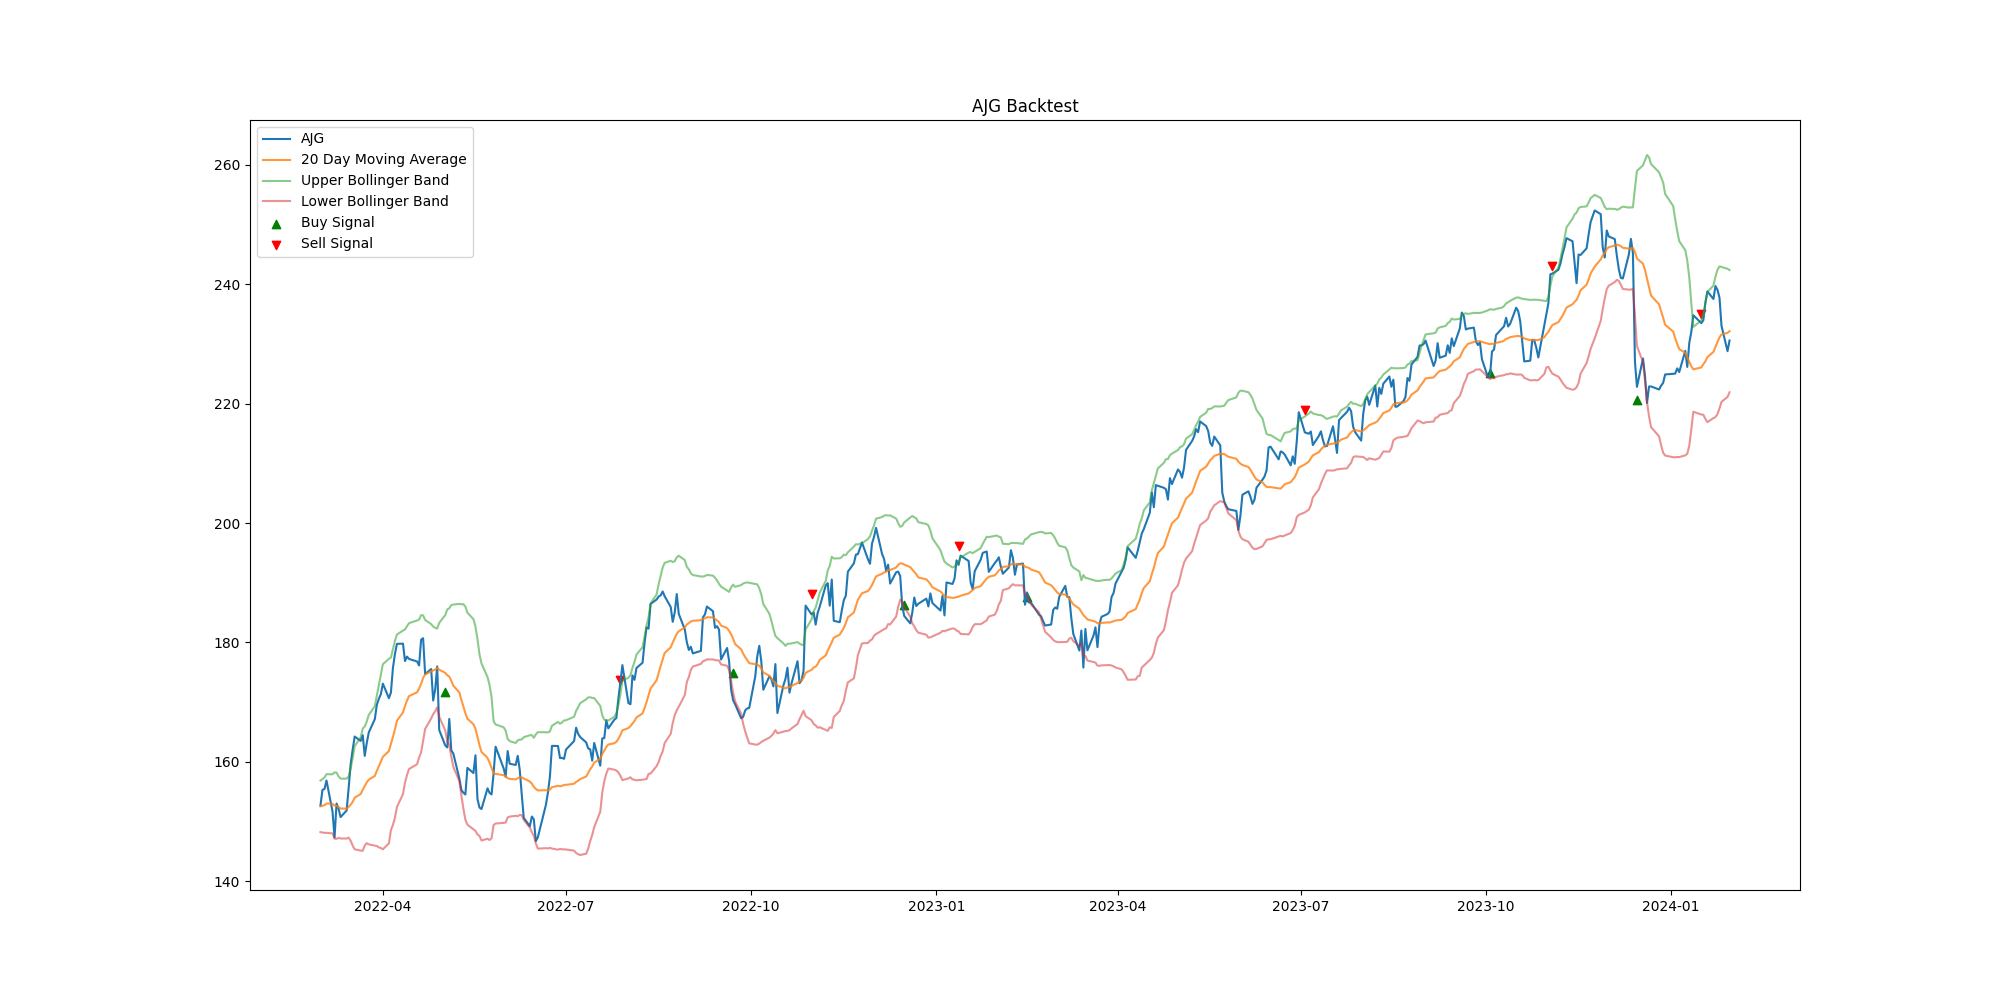 AJG Backtest
AJG
20 Day Moving Average
Upper Bollinger Band
Lower Bollinger Band
Buy Signal
Sell Signal
260
240
220
200
180
160
140
2022-04
2022-07
2022-10
2023-01
2023-04
2023-07
2023-10
2024-01